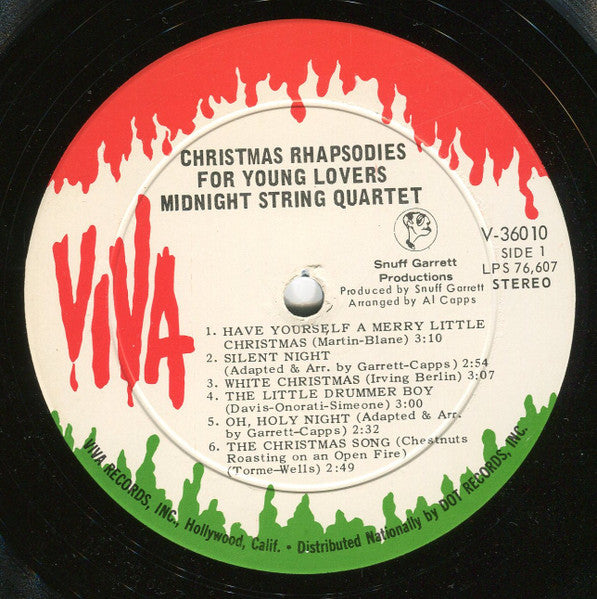 CHRISTMAS RHAPSODIES
FOR YOUNG LOVERS
MIDNIGHT STRING QUARTET
VIVA
Snuff Garrett
Productions
Produced by Snuff Garrett
Arranged by Al Capps
V-36010
SIDE 1
LPS 76,607
STEREO
1. HAVE YOURSELF A MERRY LITTLE
CHRISTMAS (Martin-Blane) 3:10
2. SILENT NIGHT
(Adapted & Arr. by Garrett-Capps) 2:54
3. WHITE CHRISTMAS (Irving Berlin) 3:07
4. THE LITTLE DRUMMER BOY
(Davis-Onorati-Simeone) 3:00
5. OH, HOLY NIGHT (Adapted & Arr.
by Garrett-Capps) 2:32
6. THE CHRISTMAS SONG (Chestnuts
Roasting on an Open Fire)
(Torme-Wells) 2:49
VIVA RECORDS, INC., Hollywood, Calif. • Distributed Nationally by DOT RECORDS, INC.